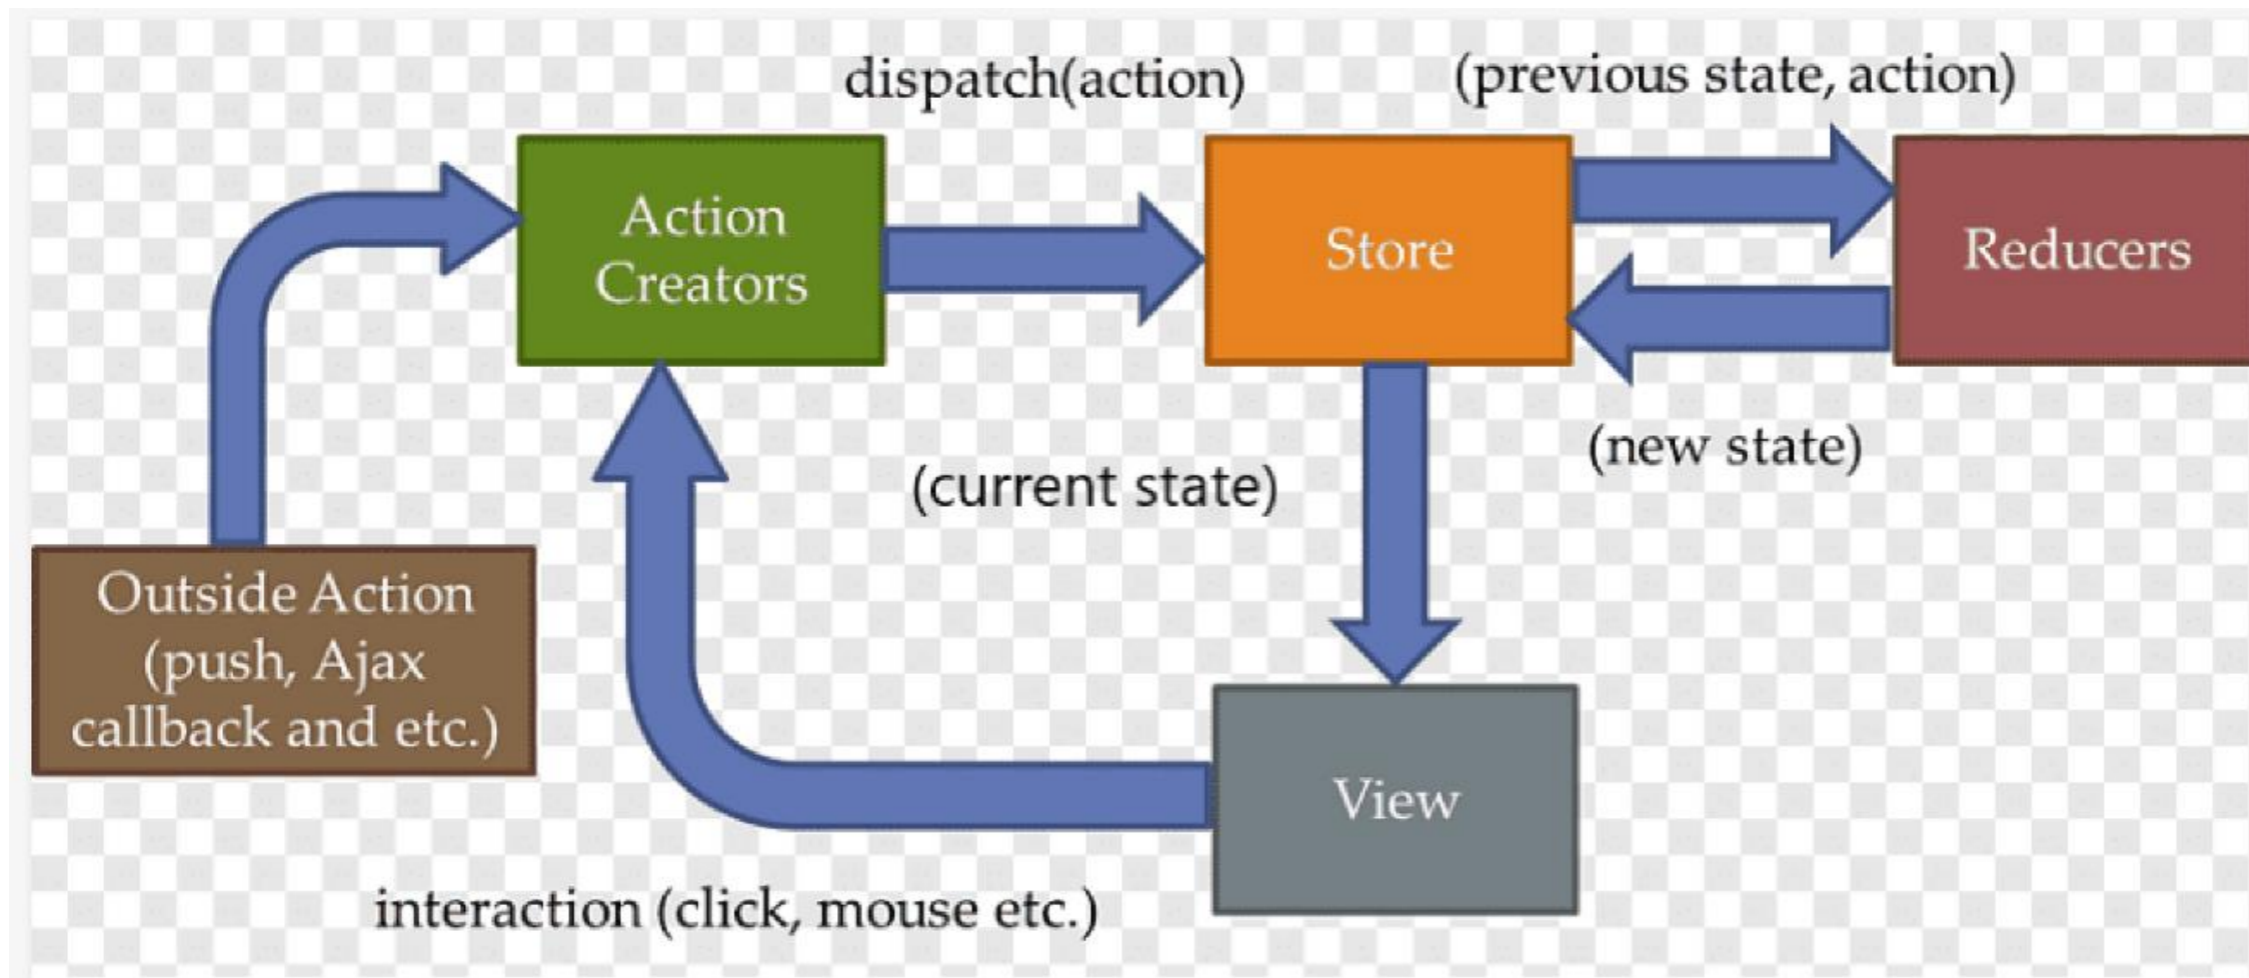 dispatch(action)
(previous state, action)
Action
Creators
Store
Reducers
(new state)
(current state)
Outside Action
(push, Ajax
callback and etc.)
View
interaction (click, mouse etc.)